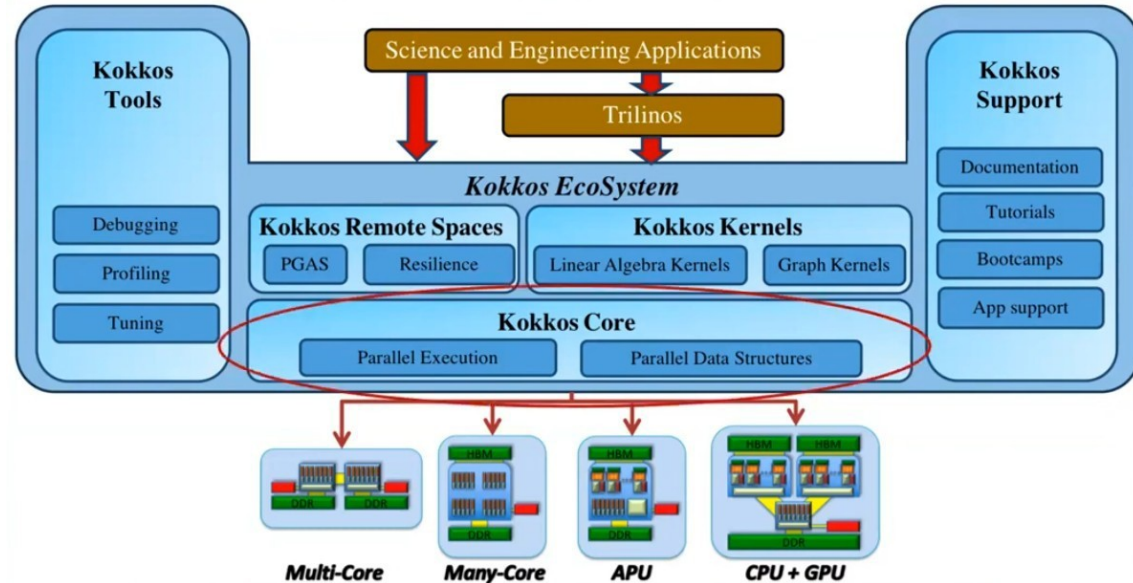 Kokkos
Tools
Debugging
Profiling
Tuning
Science and Engineering Applications
Trilinos
Kokkos EcoSystem
Kokkos Remote Spaces
PGAS
Resilience
Kokkos Kernels
Linear Algebra Kernels
Graph Kernels
Kokkos Core
Parallel Execution
Parallel Data Structures
Kokkos
Support
Documentation
Tutorials
Bootcamps
App support
DDR
DDR
Multi-Core
HBM
DDR
Many-Core
HBM
DDR
APU
HBM
HBM
DDR
CPU + GPU